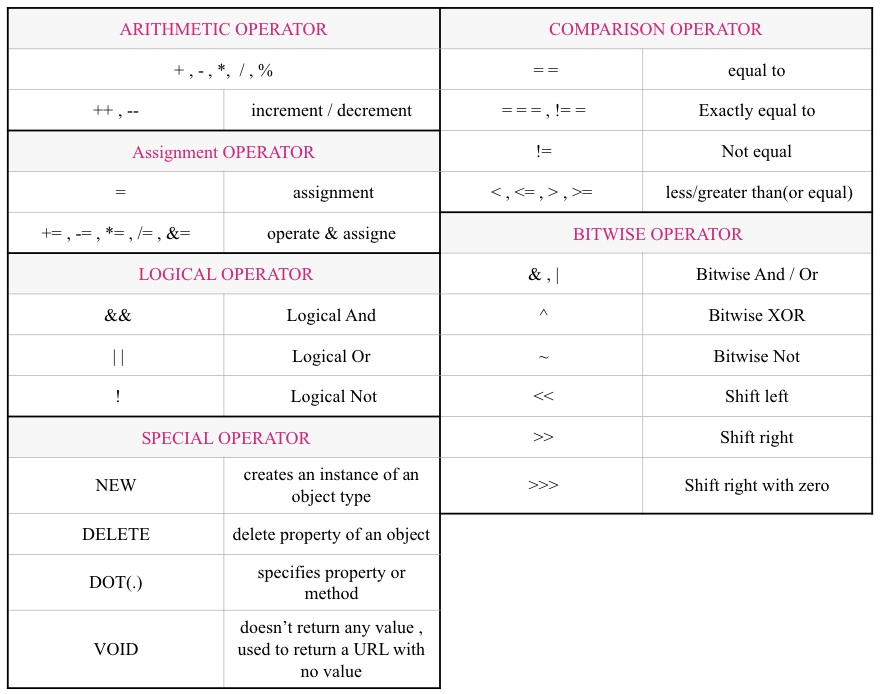 ARITHMETIC OPERATOR
+ , - , *,  / , %
++ , --
increment / decrement
Assignment OPERATOR
=
assignment
+= , -= , *= , /= , &=
operate & assigne
LOGICAL OPERATOR
&&
Logical And
| |
Logical Or
!
Logical Not
SPECIAL OPERATOR
NEW
creates an instance of an
object type
DELETE
delete property of an object
DOT(.)
specifies property or
method
VOID
doesn’t return any value ,
used to return a URL with
no value
COMPARISON OPERATOR
= =
equal to
= = = , != =
Exactly equal to
!=
Not equal
< , <= , > , >=
less/greater than(or equal)
BITWISE OPERATOR
& , |
Bitwise And / Or
^
Bitwise XOR
~
Bitwise Not
<<
Shift left
>>
Shift right
>>>
Shift right with zero